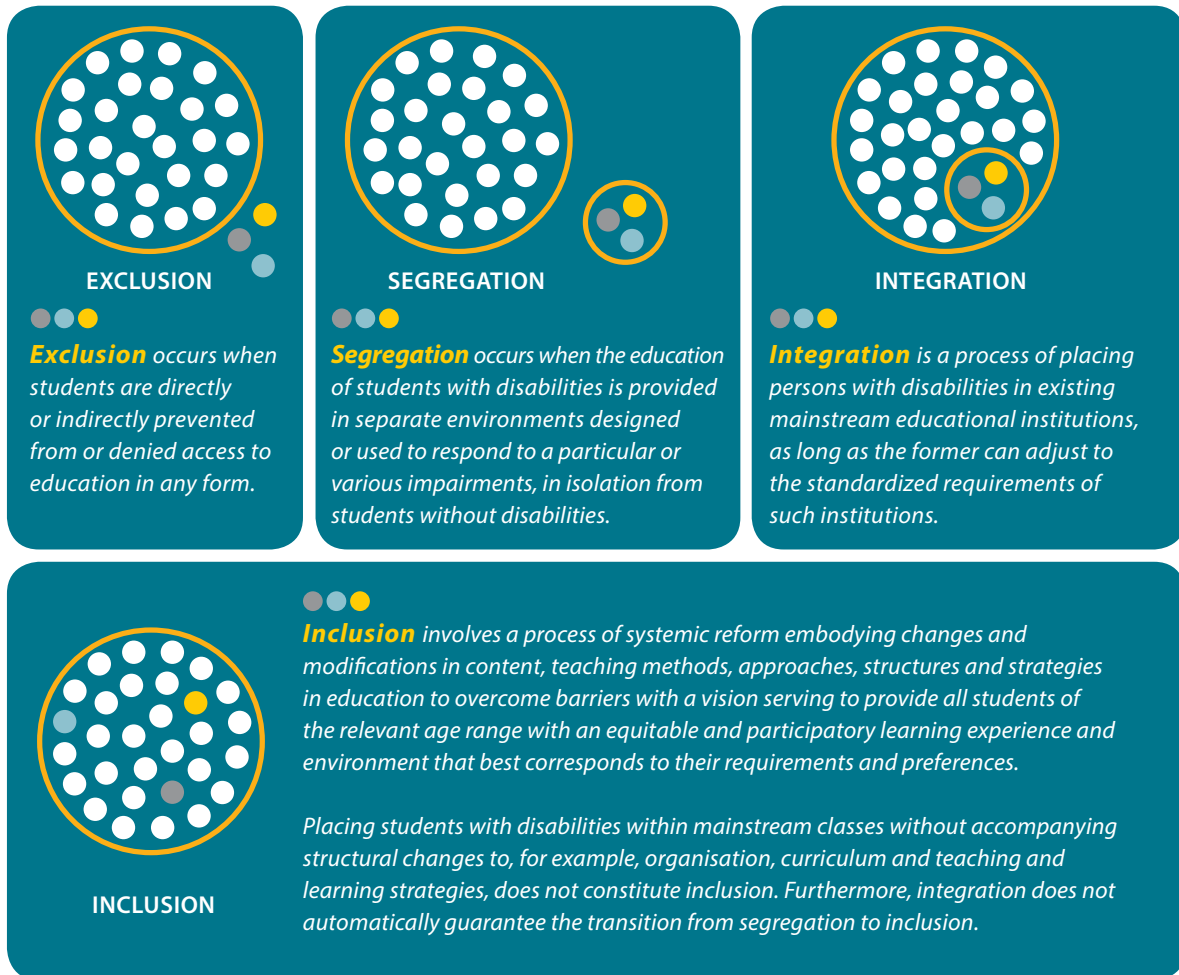 EXCLUSION
Exclusion occurs when
students are directly
or indirectly prevented
from or denied access to
education in any form.
SEGREGATION
Segregation occurs when the education
of students with disabilities is provided
in separate environments designed
or used to respond to a particular or
various impairments, in isolation from
students without disabilities.
INTEGRATION
Integration is a process of placing
persons with disabilities in existing
mainstream educational institutions,
as long as the former can adjust to
the standardized requirements of
such institutions.
INCLUSION
Inclusion involves a process of systemic reform embodying changes and
modifications in content, teaching methods, approaches, structures and strategies
in education to overcome barriers with a vision serving to provide all students of
the relevant age range with an equitable and participatory learning experience and
environment that best corresponds to their requirements and preferences.
Placing students with disabilities within mainstream classes without accompanying
structural changes to, for example, organisation, curriculum and teaching and
learning strategies, does not constitute inclusion. Furthermore, integration does not
automatically guarantee the transition from segregation to inclusion.